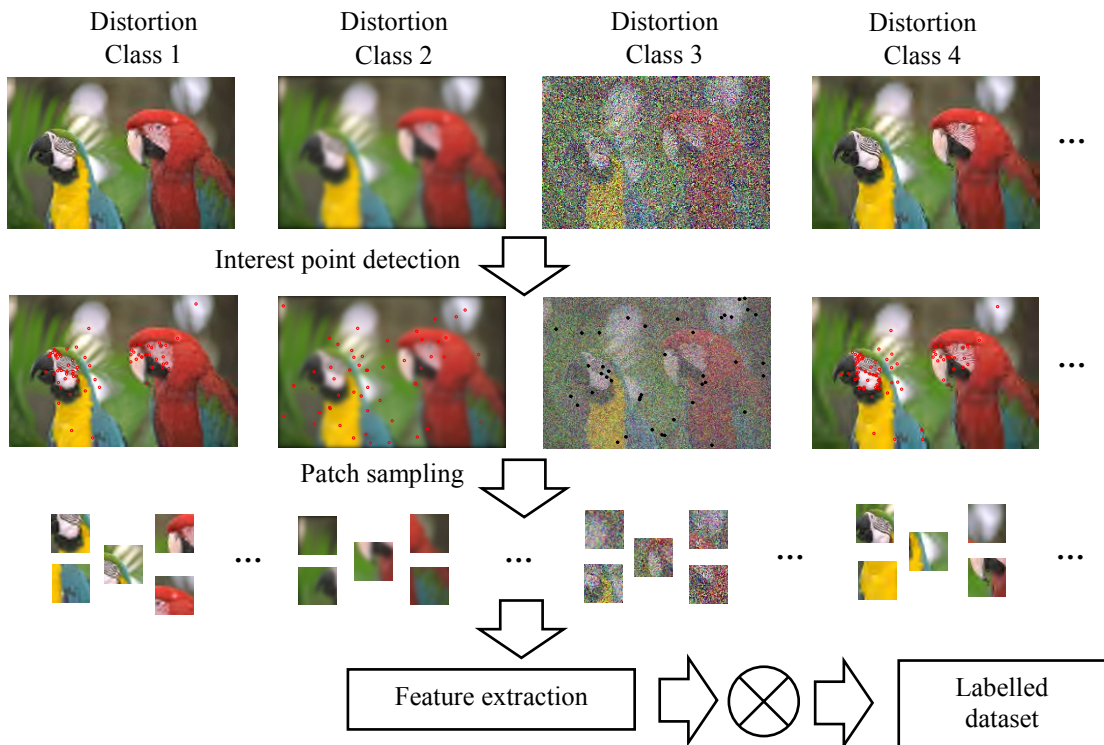 Distortion
Class 1
Distortion
Class 2
Distortion
Class 3
Distortion
Class 4
...
Interest point detection
...
Patch sampling
...
...
...
...
Feature extraction
Labelled
dataset